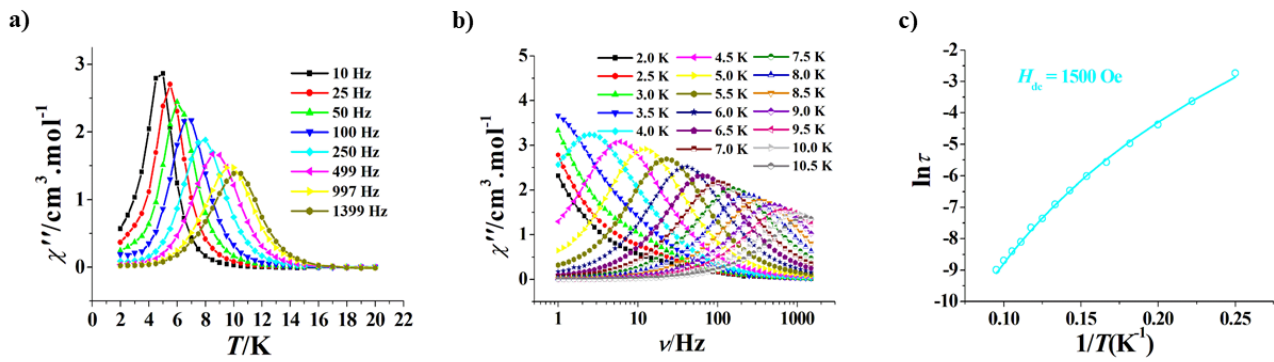 a)
χ''/cm³.mol⁻¹
3
2
1
0
10 Hz
25 Hz
50 Hz
100 Hz
250 Hz
499 Hz
997 Hz
1399 Hz
0 2 4 6 8 10 12 14 16 18 20 22
T/K
b)
χ''/cm³.mol⁻¹
5
4
3
2
1
0
2.0 K 4.5 K 7.5 K
2.5 K 5.0 K 8.0 K
3.0 K 5.5 K 8.5 K
3.5 K 6.0 K 9.0 K
4.0 K 6.5 K 9.5 K
7.0 K 10.0 K
10.5 K
1 10 100 1000
ν/Hz
c)
ln τ
-2
-3
-4
-5
-6
-7
-8
-9
-10
H_dc = 1500 Oe
0.10 0.15 0.20 0.25
1/T(K⁻¹)